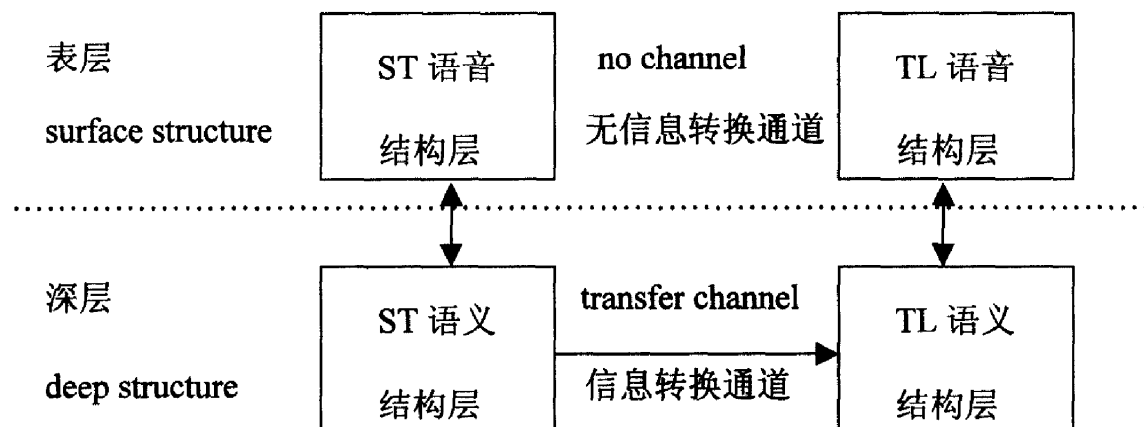 表层
surface structure
ST 语音
结构层
no channel
无信息转换通道
TL 语音
结构层
深层
deep structure
ST 语义
结构层
transfer channel
信息转换通道
TL 语义
结构层